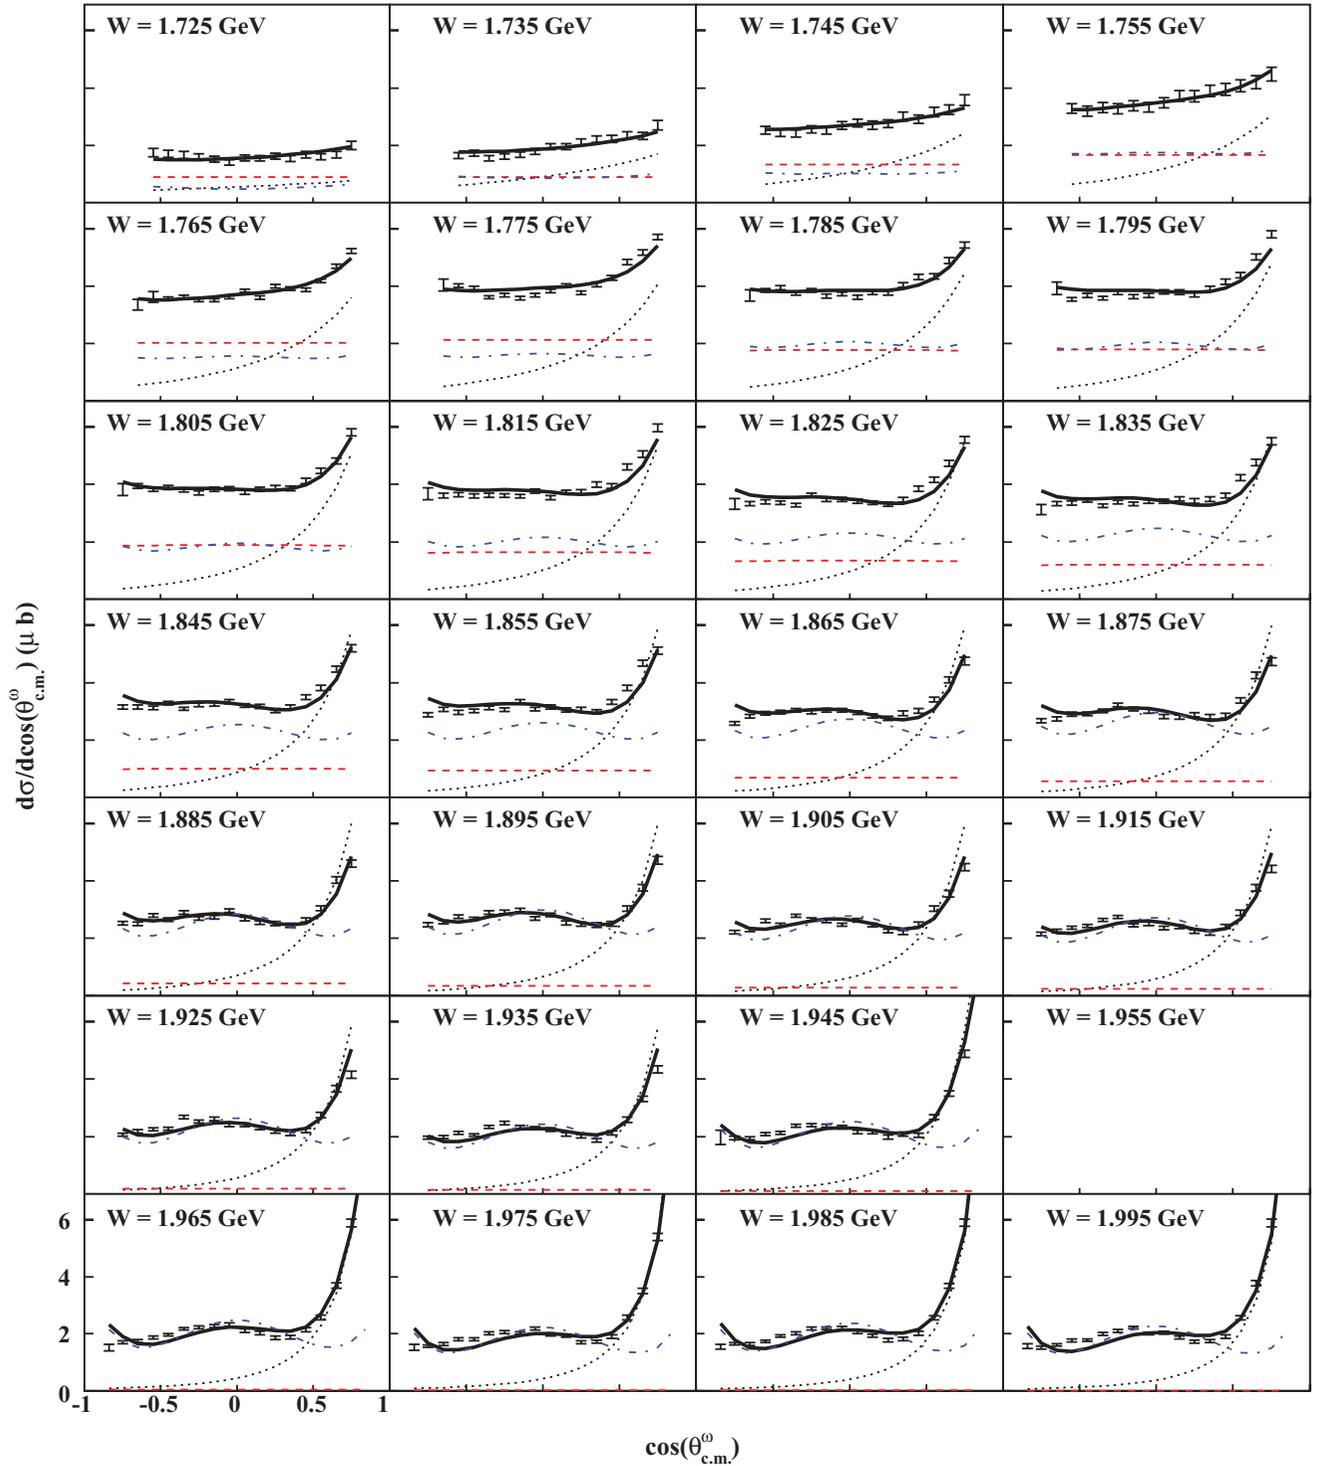 W = 1.725 GeV
W = 1.735 GeV
W = 1.745 GeV
W = 1.755 GeV
W = 1.765 GeV
W = 1.775 GeV
W = 1.785 GeV
W = 1.795 GeV
W = 1.805 GeV
W = 1.815 GeV
W = 1.825 GeV
W = 1.835 GeV
W = 1.845 GeV
W = 1.855 GeV
W = 1.865 GeV
W = 1.875 GeV
dσ/dcos(θ^ω_c.m.) (μ b)
W = 1.885 GeV
W = 1.895 GeV
W = 1.905 GeV
W = 1.915 GeV
W = 1.925 GeV
W = 1.935 GeV
W = 1.945 GeV
W = 1.955 GeV
W = 1.965 GeV
W = 1.975 GeV
W = 1.985 GeV
W = 1.995 GeV
6
4
2
0
-1 -0.5 0 0.5 1
cos(θ^ω_c.m.)